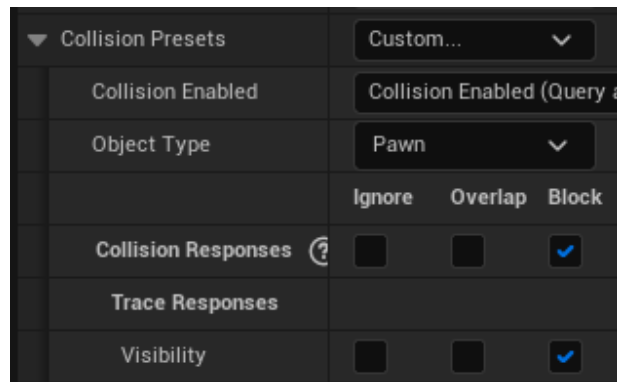 Collision Presets Custom...
Collision Enabled Collision Enabled (Query a
Object Type Pawn
Ignore Overlap Block
Collision Responses ?
Trace Responses
Visibility